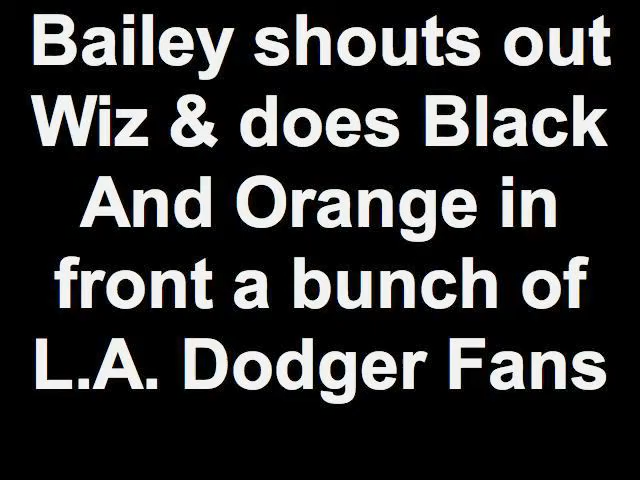 Bailey shouts out
Wiz & does Black
And Orange in
front a bunch of
L.A. Dodger Fans